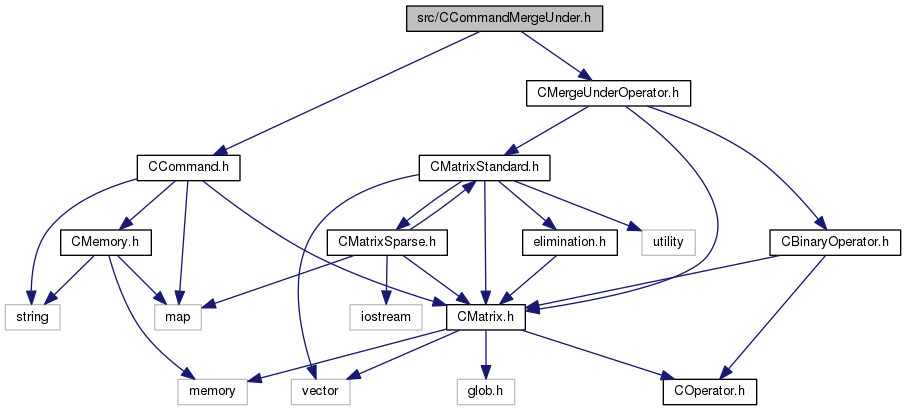 src/CCommandMergeUnder.h
CMergeUnderOperator.h
CCommand.h
CMatrixStandard.h
CMemory.h
CMatrixSparse.h
elimination.h
utility
CBinaryOperator.h
string
map
iostream
CMatrix.h
memory
vector
glob.h
COperator.h